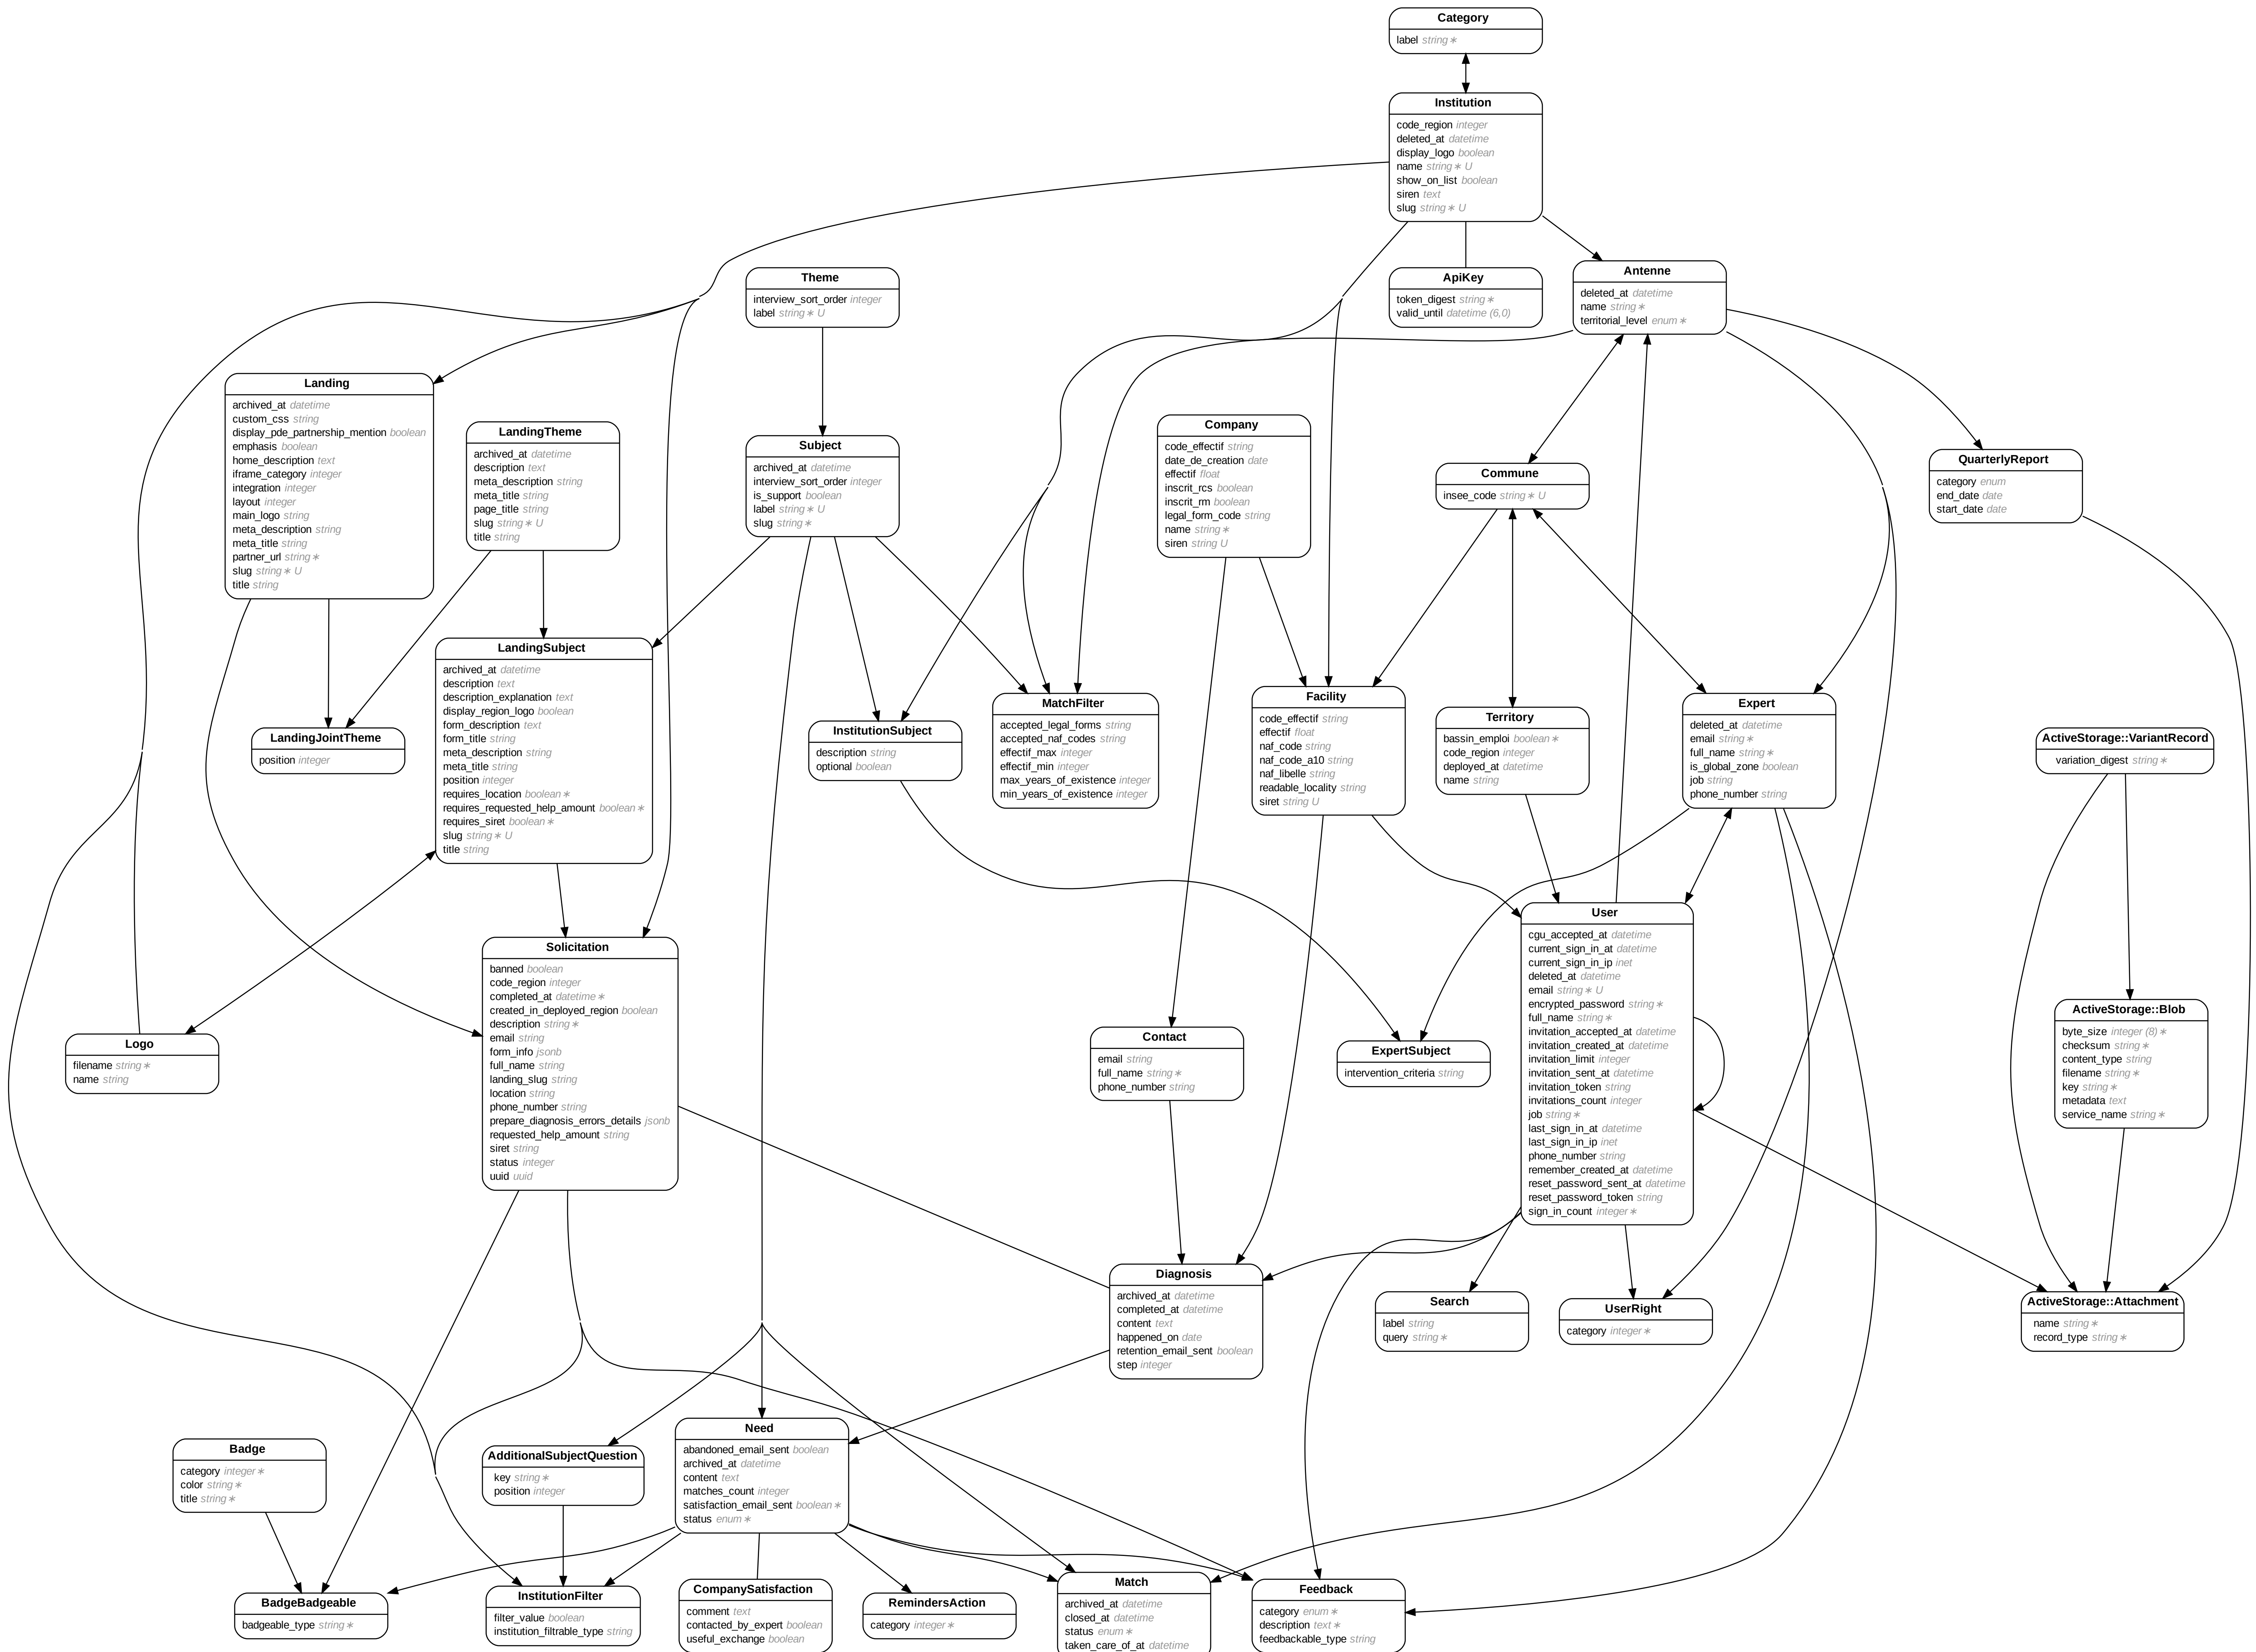 Category
label string∗
Institution
code_region integer
deleted_at datetime
display_logo boolean
name string∗ U
show_on_list boolean
siren text
slug string∗ U
Theme
interview_sort_order integer
label string∗ U
ApiKey
token_digest string∗
valid_until datetime (6,0)
Antenne
deleted_at datetime
name string∗
territorial_level enum∗
Landing
archived_at datetime
custom_css string
display_pde_partnership_mention boolean
emphasis boolean
home_description text
iframe_category integer
integration integer
layout integer
main_logo string
meta_description string
meta_title string
partner_url string∗
slug string∗ U
title string
LandingTheme
archived_at datetime
description text
meta_description string
meta_title string
page_title string
slug string∗ U
title string
Subject
archived_at datetime
interview_sort_order integer
is_support boolean
label string∗ U
slug string∗
Company
code_effectif string
date_de_creation date
effectif float
inscrit_rcs boolean
inscrit_rm boolean
legal_form_code string
name string∗
siren string U
Commune
insee_code string∗ U
QuarterlyReport
category enum
end_date date
start_date date
LandingSubject
archived_at datetime
description text
description_explanation text
display_region_logo boolean
form_description text
form_title string
meta_description string
meta_title string
position integer
requires_location boolean∗
requires_requested_help_amount boolean∗
requires_siret boolean∗
slug string∗ U
title string
LandingJointTheme
position integer
InstitutionSubject
description string
optional boolean
MatchFilter
accepted_legal_forms string
accepted_naf_codes string
effectif_max integer
effectif_min integer
max_years_of_existence integer
min_years_of_existence integer
Facility
code_effectif string
effectif float
naf_code string
naf_code_a10 string
naf_libelle string
readable_locality string
siret string U
Territory
bassin_emploi boolean∗
code_region integer
deployed_at datetime
name string
Expert
deleted_at datetime
email string∗
full_name string∗
is_global_zone boolean
job string
phone_number string
ActiveStorage::VariantRecord
variation_digest string∗
User
cgu_accepted_at datetime
current_sign_in_at datetime
current_sign_in_ip inet
deleted_at datetime
email string∗ U
encrypted_password string∗
full_name string∗
invitation_accepted_at datetime
invitation_created_at datetime
invitation_limit integer
invitation_sent_at datetime
invitation_token string
invitations_count integer
job string∗
last_sign_in_at datetime
last_sign_in_ip inet
phone_number string
remember_created_at datetime
reset_password_sent_at datetime
reset_password_token string
sign_in_count integer∗
Solicitation
banned boolean
code_region integer
completed_at datetime∗
created_in_deployed_region boolean
description string∗
email string
form_info jsonb
full_name string
landing_slug string
location string
phone_number string
prepare_diagnosis_errors_details jsonb
requested_help_amount string
siret string
status integer
uuid uuid
Logo
filename string∗
name string
Contact
email string
full_name string∗
phone_number string
ExpertSubject
intervention_criteria string
ActiveStorage::Blob
byte_size integer (8)∗
checksum string∗
content_type string
filename string∗
key string∗
metadata text
service_name string∗
Diagnosis
archived_at datetime
completed_at datetime
content text
happened_on date
retention_email_sent boolean
step integer
Search
label string
query string∗
UserRight
category integer∗
ActiveStorage::Attachment
name string∗
record_type string∗
Badge
category integer∗
color string∗
title string∗
AdditionalSubjectQuestion
key string∗
position integer
Need
abandoned_email_sent boolean
archived_at datetime
content text
matches_count integer
satisfaction_email_sent boolean∗
status enum∗
BadgeBadgeable
badgeable_type string∗
InstitutionFilter
filter_value boolean
institution_filtrable_type string
CompanySatisfaction
comment text
contacted_by_expert boolean
useful_exchange boolean
RemindersAction
category integer∗
Match
archived_at datetime
closed_at datetime
status enum∗
taken_care_of_at datetime
Feedback
category enum∗
description text∗
feedbackable_type string